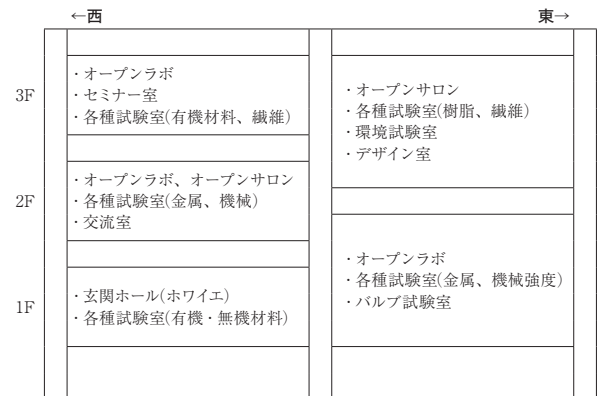 ←西
東→
3F
・オープンラボ
・セミナー室
・各種試験室(有機材料、繊維)
・オープンサロン
・各種試験室(樹脂、繊維)
・環境試験室
・デザイン室
2F
・オープンラボ、オープンサロン
・各種試験室(金属、機械)
・交流室
1F
・玄関ホール(ホワイエ)
・各種試験室(有機・無機材料)
・オープンラボ
・各種試験室(金属、機械強度)
・バルブ試験室